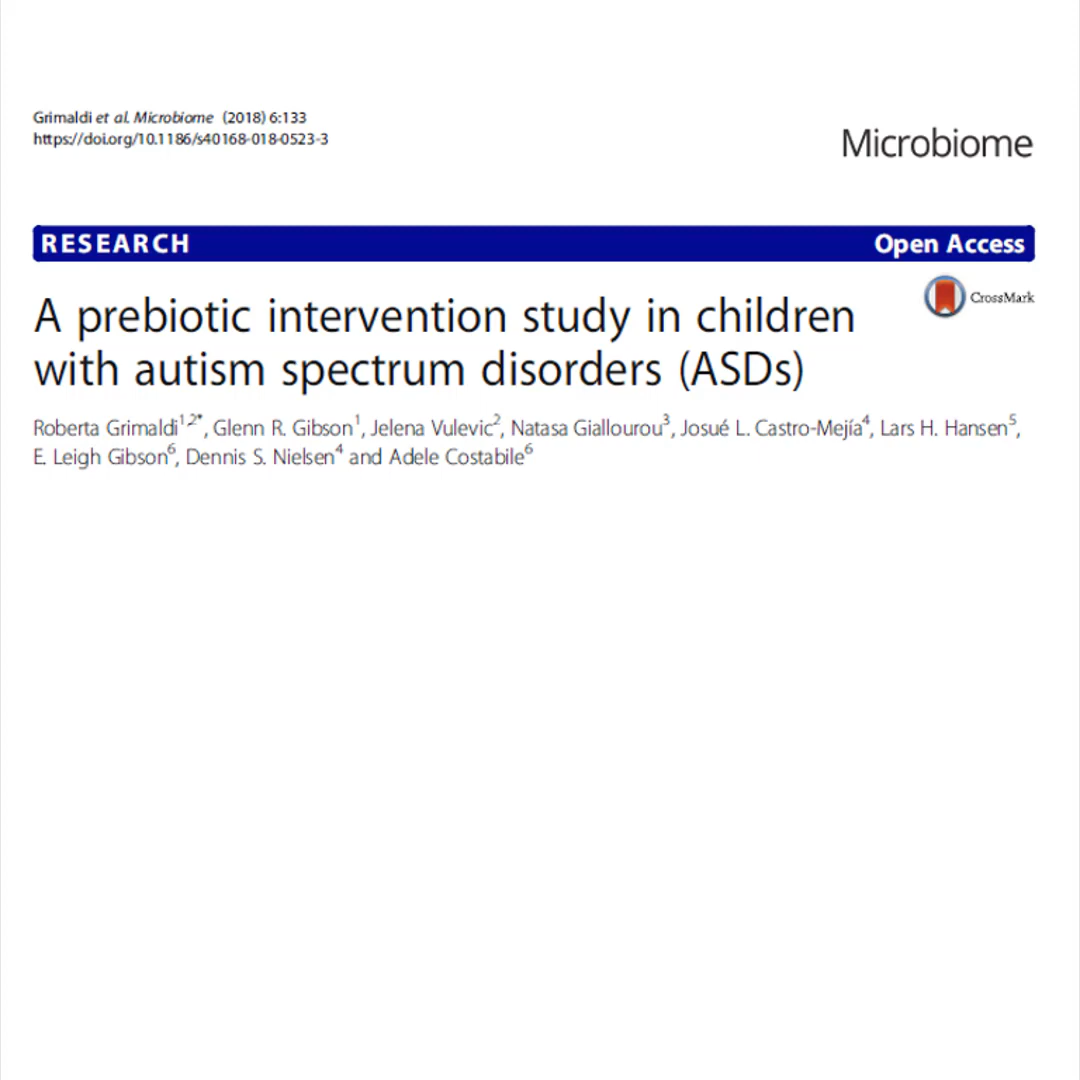 Grimaldi et al. Microbiome (2018) 6:133
https://doi.org/10.1186/s40168-018-0523-3
Microbiome
RESEARCH Open Access
CrossMark
A prebiotic intervention study in children
with autism spectrum disorders (ASDs)
Roberta Grimaldi1,2*, Glenn R. Gibson1, Jelena Vulevic2, Natasa Giallourou3, Josué L. Castro-Mejía4, Lars H. Hansen5,
E. Leigh Gibson6, Dennis S. Nielsen4 and Adele Costabile6